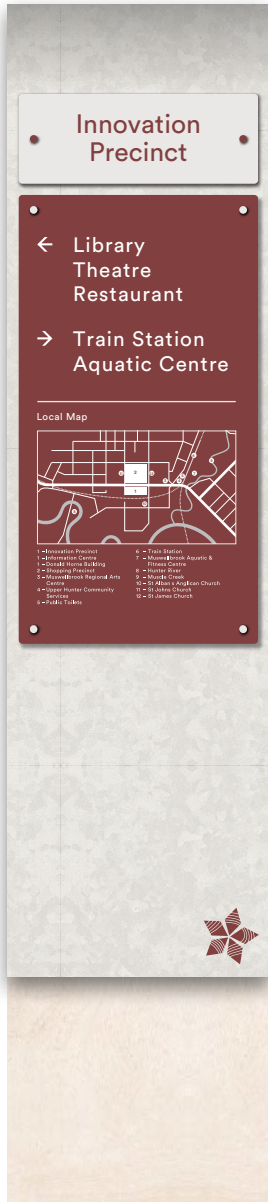 Innovation
Precinct
← Library
Theatre
Restaurant
→ Train Station
Aquatic Centre
Local Map
2
1
1 – Innovation Precinct
1 – Information Centre
1 – Donald Horne Building
2 – Shopping Precinct
3 – Muswellbrook Regional Arts
Centre
4 – Upper Hunter Community
Services
5 – Public Toilets
6 – Train Station
7 – Muswellbrook Aquatic &
Fitness Centre
8 – Hunter River
9 – Muscle Creek
10 – St Alban's Anglican Church
11 – St Johns Church
12 – St James Church